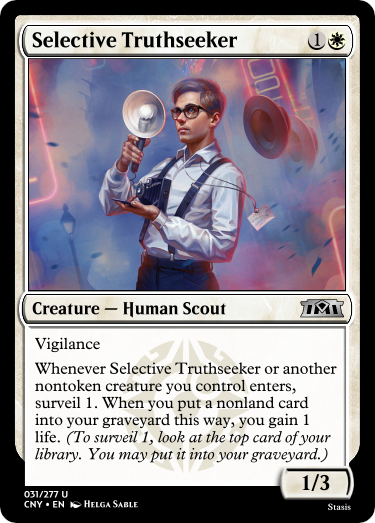 Selective Truthseeker 1
Creature — Human Scout
Vigilance
Whenever Selective Truthseeker or another
nontoken creature you control enters,
surveil 1. When you put a nonland card
into your graveyard this way, you gain 1
life. (To surveil 1, look at the top card of your
library. You may put it into your graveyard.)
1/3
031/277 U
CNY • EN Helga Sable
Stasis